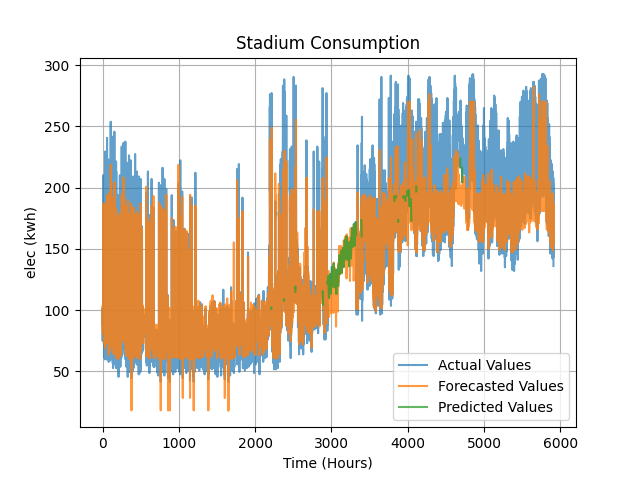 Stadium Consumption
300
250
200
150
100
50
elec (kwh)
Actual Values
Forecasted Values
Predicted Values
0 1000 2000 3000 4000 5000 6000
Time (Hours)